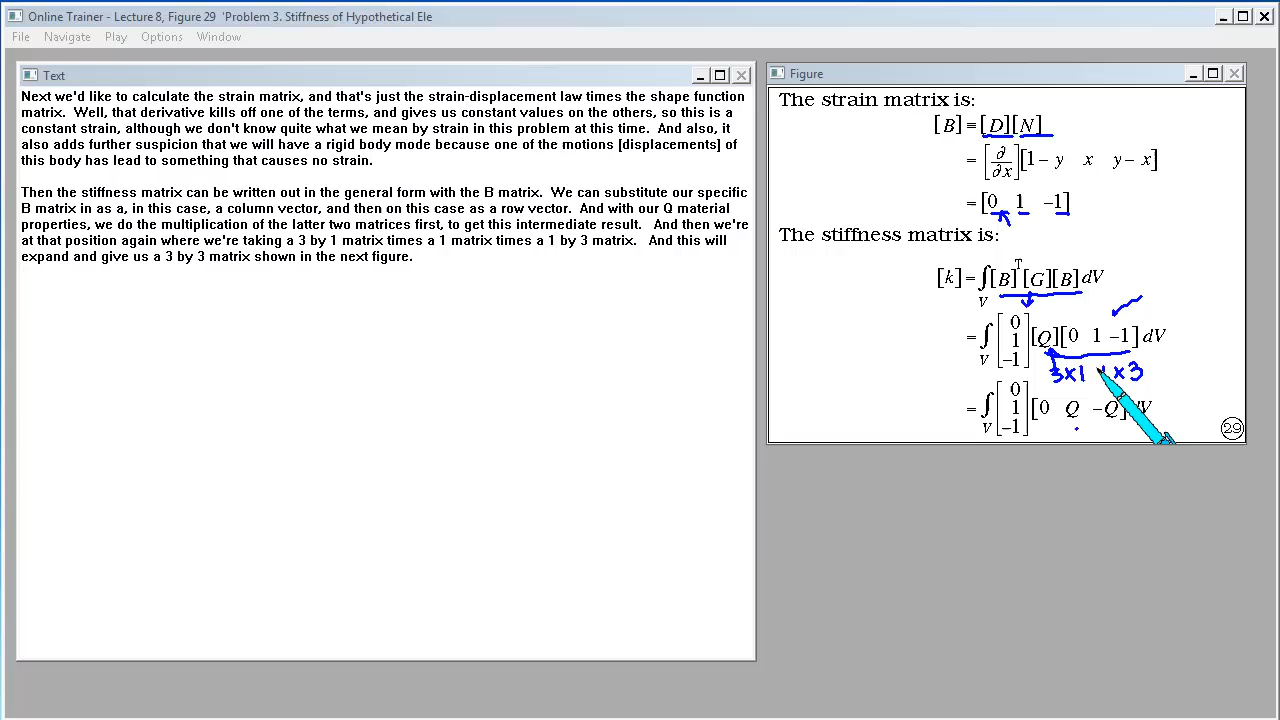 Online Trainer - Lecture 8, Figure 29 'Problem 3. Stiffness of Hypothetical Ele
File Navigate Play Options Window
Text
Next we'd like to calculate the strain matrix, and that's just the strain-displacement law times the shape function
matrix. Well, that derivative kills off one of the terms, and gives us constant values on the others, so this is a
constant strain, although we don't know quite what we mean by strain in this problem at this time. And also, it
also adds further suspicion that we will have a rigid body mode because one of the motions [displacements] of
this body has lead to something that causes no strain.
Then the stiffness matrix can be written out in the general form with the B matrix. We can substitute our specific
B matrix in as a, in this case, a column vector, and then on this case as a row vector. And with our Q material
properties, we do the multiplication of the latter two matrices first, to get this intermediate result. And then we're
at that position again where we're taking a 3 by 1 matrix times a 1 matrix times a 1 by 3 matrix. And this will
expand and give us a 3 by 3 matrix shown in the next figure.
Figure
The strain matrix is:
[B] = [D][N]
= [∂/∂x][1 − y x y − x]
= [0 1 −1]
The stiffness matrix is:
[k] = ∫V [B]ᵀ[G][B] dV
= ∫V [0 1 −1] [Q][0 1 −1] dV
3×1 1×3
= ∫V [0 1 −1] [0 Q −Q] dV
29